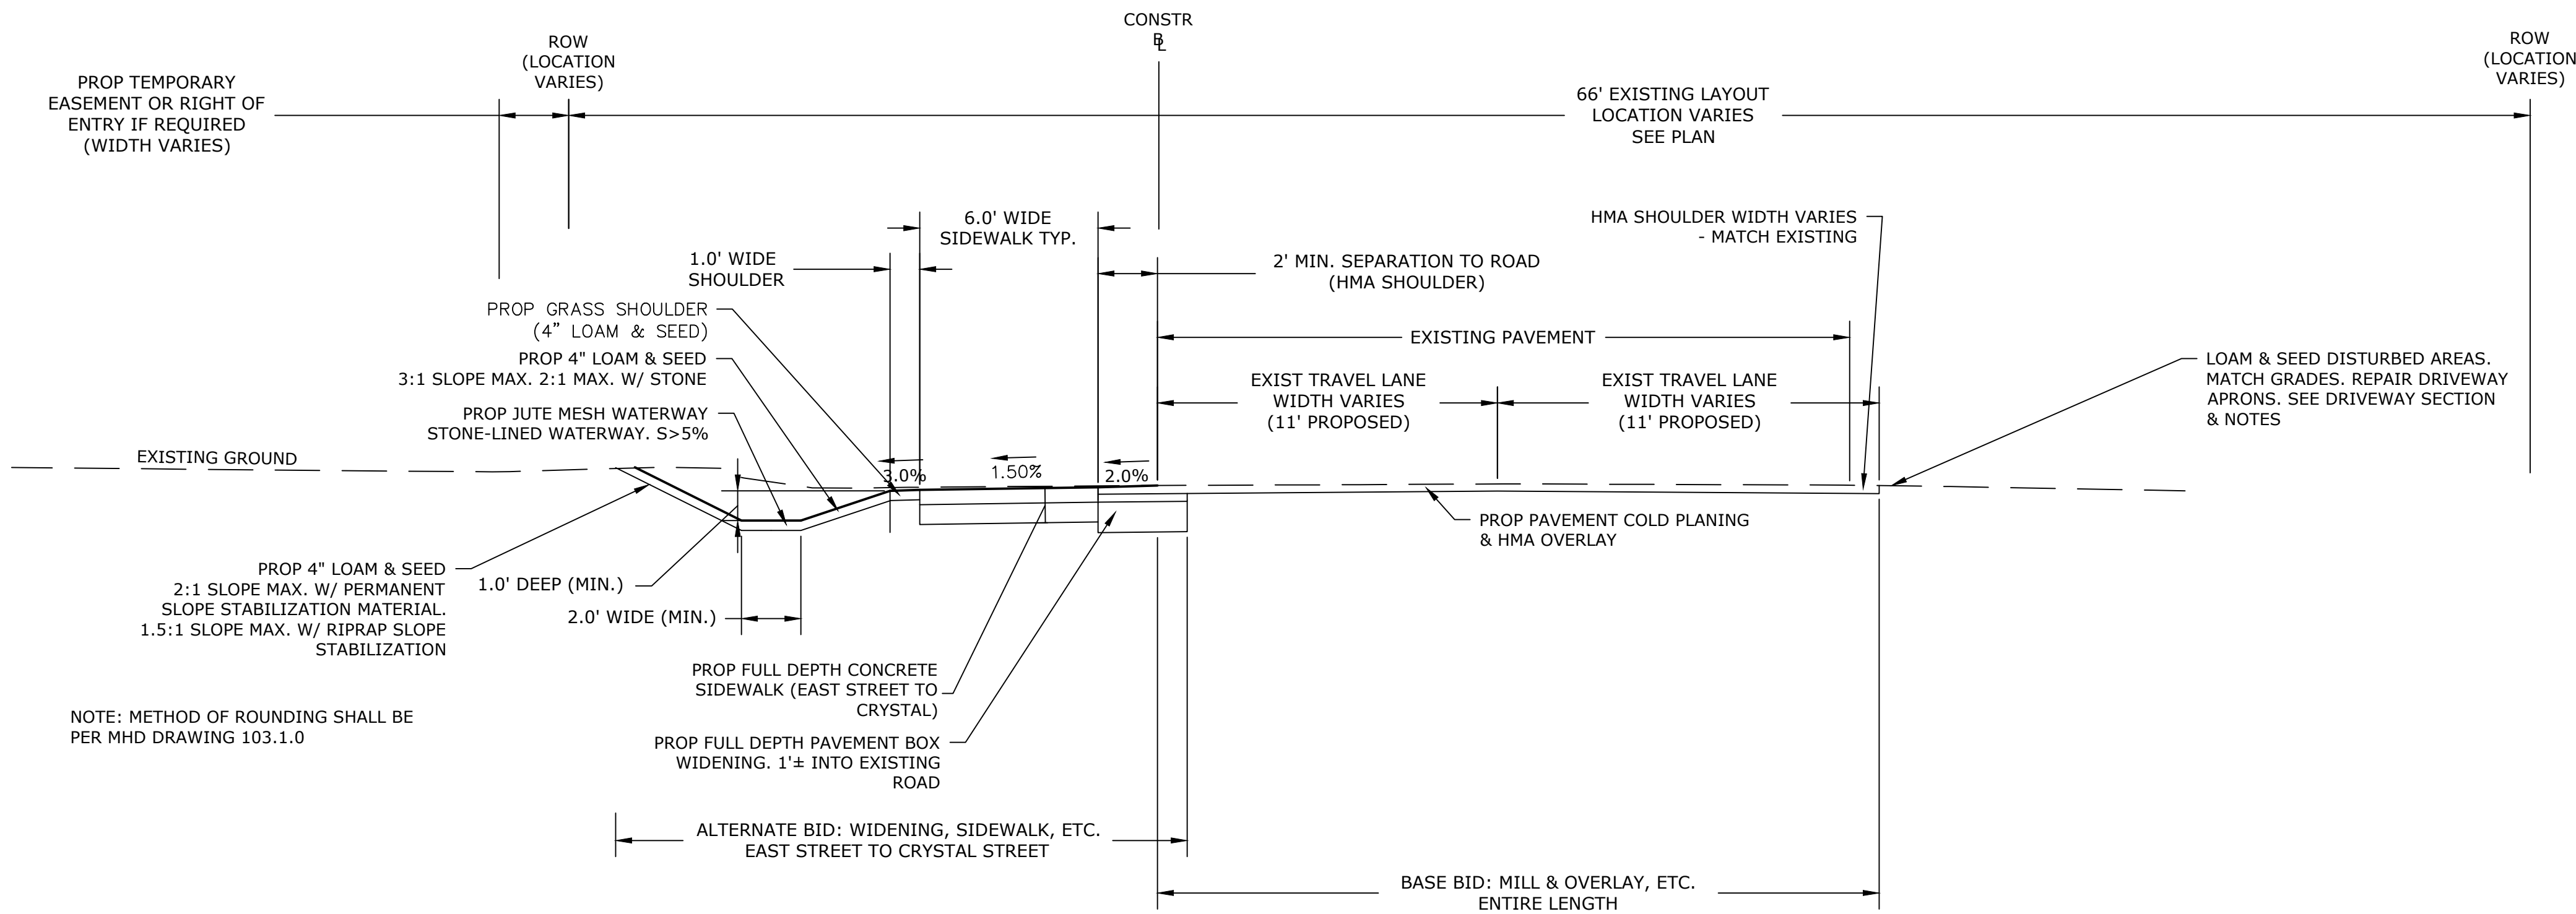 CONSTR
BL
ROW
(LOCATION
VARIES)
ROW
(LOCATION
VARIES)
PROP TEMPORARY
EASEMENT OR RIGHT OF
ENTRY IF REQUIRED
(WIDTH VARIES)
66' EXISTING LAYOUT
LOCATION VARIES
SEE PLAN
6.0' WIDE
SIDEWALK TYP.
HMA SHOULDER WIDTH VARIES
- MATCH EXISTING
1.0' WIDE
SHOULDER
2' MIN. SEPARATION TO ROAD
(HMA SHOULDER)
PROP GRASS SHOULDER
(4" LOAM & SEED)
EXISTING PAVEMENT
PROP 4" LOAM & SEED
3:1 SLOPE MAX. 2:1 MAX. W/ STONE
EXIST TRAVEL LANE
WIDTH VARIES
(11' PROPOSED)
EXIST TRAVEL LANE
WIDTH VARIES
(11' PROPOSED)
LOAM & SEED DISTURBED AREAS.
MATCH GRADES. REPAIR DRIVEWAY
APRONS. SEE DRIVEWAY SECTION
& NOTES
PROP JUTE MESH WATERWAY
STONE-LINED WATERWAY. S>5%
EXISTING GROUND
3.0%
1.50%
2.0%
PROP PAVEMENT COLD PLANING
& HMA OVERLAY
PROP 4" LOAM & SEED
2:1 SLOPE MAX. W/ PERMANENT
SLOPE STABILIZATION MATERIAL.
1.5:1 SLOPE MAX. W/ RIPRAP SLOPE
STABILIZATION
1.0' DEEP (MIN.)
2.0' WIDE (MIN.)
PROP FULL DEPTH CONCRETE
SIDEWALK (EAST STREET TO
CRYSTAL)
NOTE: METHOD OF ROUNDING SHALL BE
PER MHD DRAWING 103.1.0
PROP FULL DEPTH PAVEMENT BOX
WIDENING. 1'± INTO EXISTING
ROAD
ALTERNATE BID: WIDENING, SIDEWALK, ETC.
EAST STREET TO CRYSTAL STREET
BASE BID: MILL & OVERLAY, ETC.
ENTIRE LENGTH